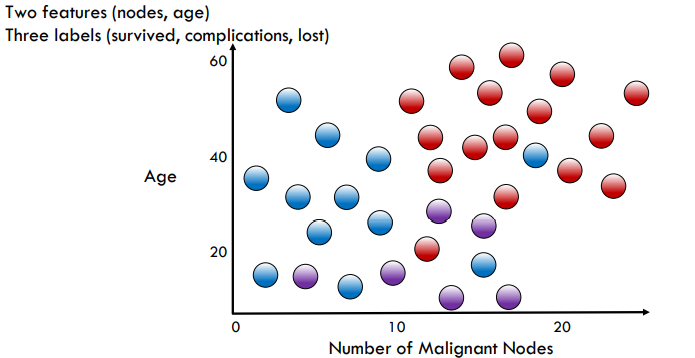 Two features (nodes, age)
Three labels (survived, complications, lost)
60
40
Age
20
0
10
20
Number of Malignant Nodes